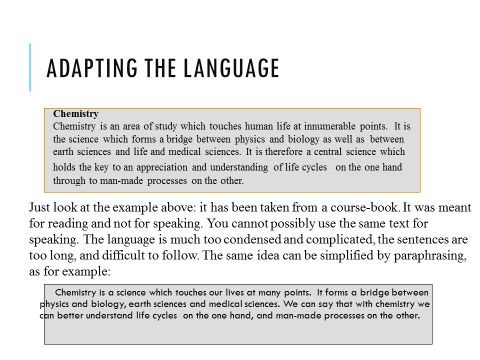 ADAPTING THE LANGUAGE
Chemistry
Chemistry is an area of study which touches human life at innumerable points. It is
the science which forms a bridge between physics and biology as well as between
earth sciences and life and medical sciences. It is therefore a central science which
holds the key to an appreciation and understanding of life cycles on the one hand
through to man-made processes on the other.
Just look at the example above: it has been taken from a course-book. It was meant
for reading and not for speaking. You cannot possibly use the same text for
speaking. The language is much too condensed and complicated, the sentences are
too long, and difficult to follow. The same idea can be simplified by paraphrasing,
as for example:
Chemistry is a science which touches our lives at many points. It forms a bridge between
physics and biology, earth sciences and medical sciences. We can say that with chemistry we
can better understand life cycles on the one hand, and man-made processes on the other.